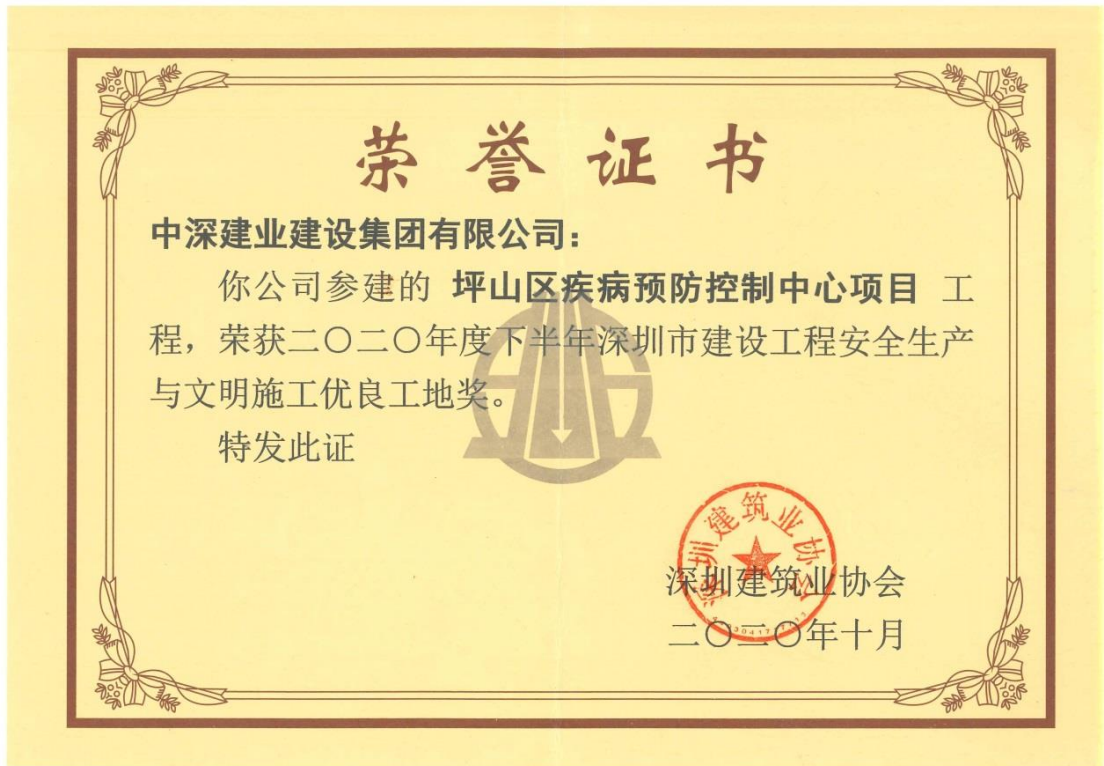 荣誉证书
中深建业建设集团有限公司：
你公司参建的 坪山区疾病预防控制中心项目 工
程，荣获二〇二〇年度下半年深圳市建设工程安全生产
与文明施工优良工地奖。
特发此证
深圳建筑业协会
深圳建筑业协会
二〇二〇年十月